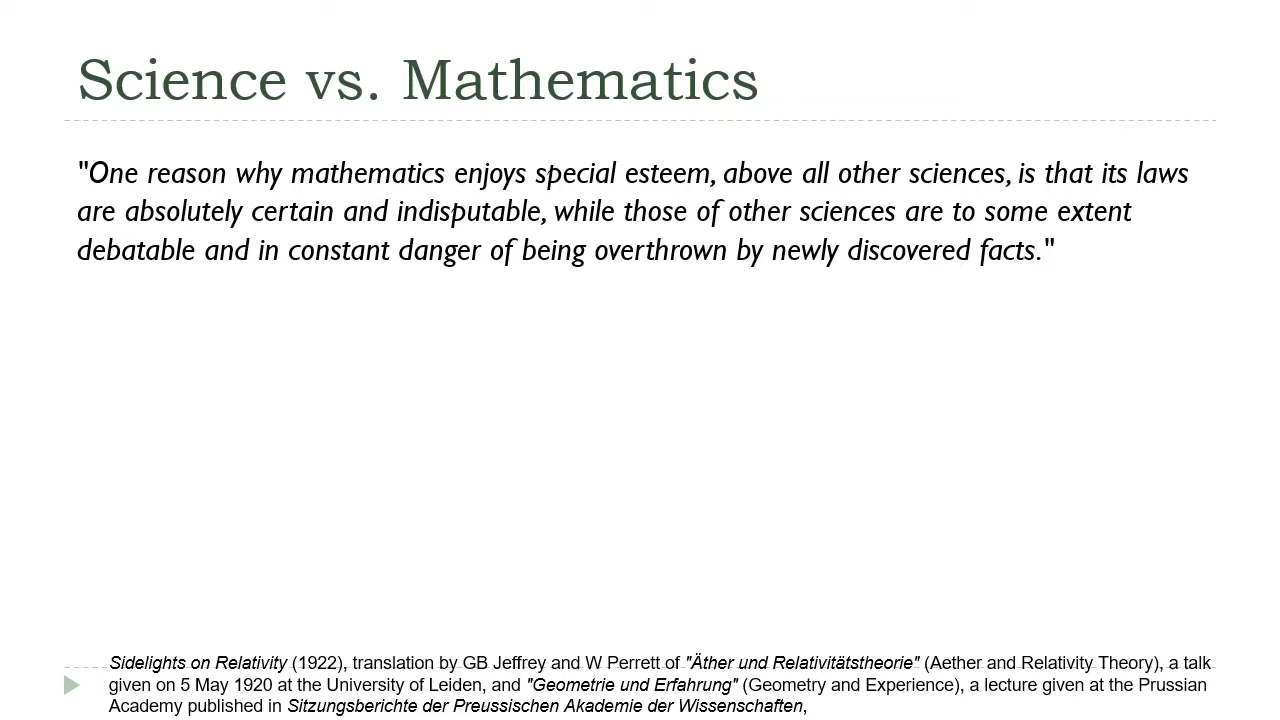 Science vs. Mathematics
"One reason why mathematics enjoys special esteem, above all other sciences, is that its laws
are absolutely certain and indisputable, while those of other sciences are to some extent
debatable and in constant danger of being overthrown by newly discovered facts."
Sidelights on Relativity (1922), translation by GB Jeffrey and W Perrett of "Äther und Relativitätstheorie" (Aether and Relativity Theory), a talk
given on 5 May 1920 at the University of Leiden, and "Geometrie und Erfahrung" (Geometry and Experience), a lecture given at the Prussian
Academy published in Sitzungsberichte der Preussischen Akademie der Wissenschaften,